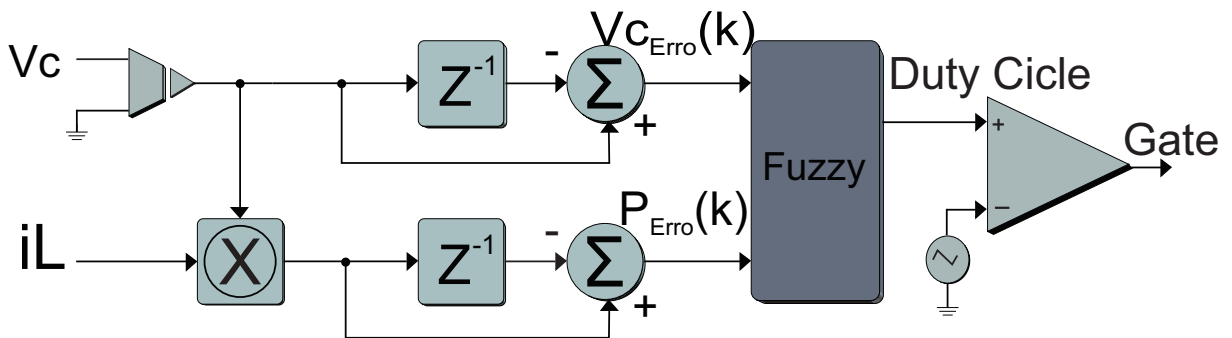 Vc
Z⁻¹
-
Σ
+
Vc_Erro(k)
Duty Cicle
+
−
Gate
Fuzzy
iL
X
Z⁻¹
-
Σ
+
P_Erro(k)